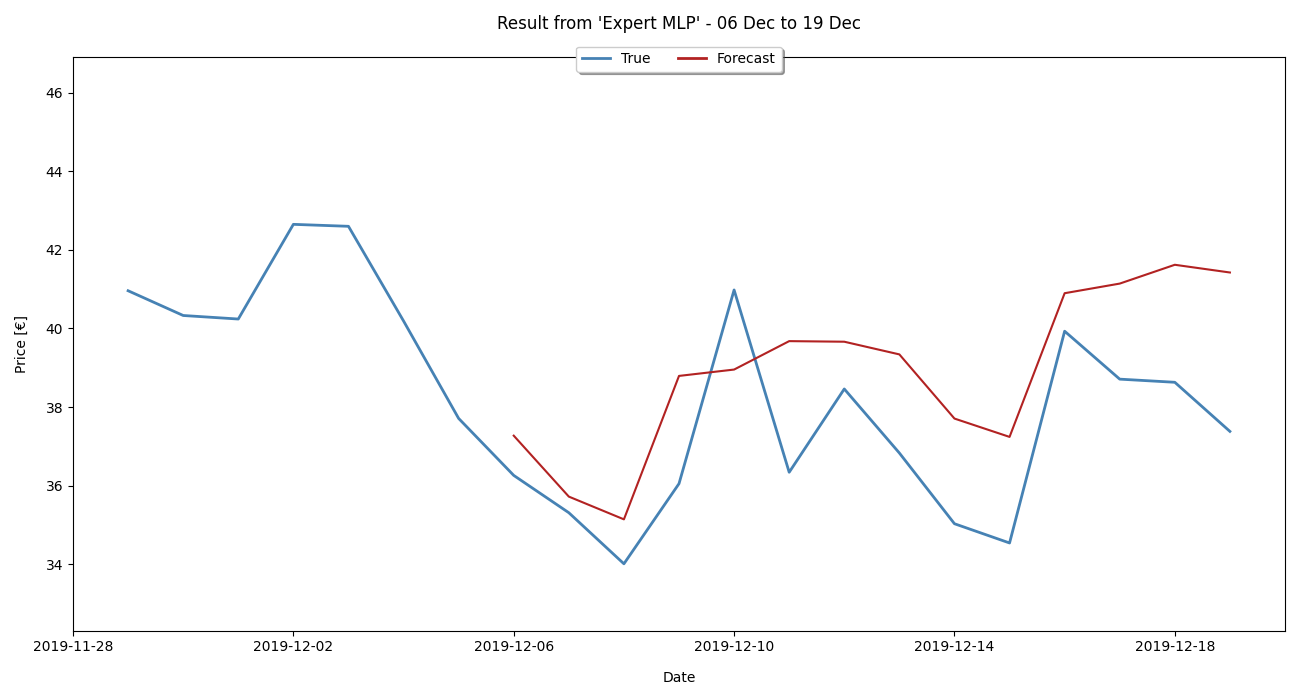 Result from 'Expert MLP' - 06 Dec to 19 Dec
True
Forecast
Price [€]
46
44
42
40
38
36
34
2019-11-28
2019-12-02
2019-12-06
2019-12-10
2019-12-14
2019-12-18
Date